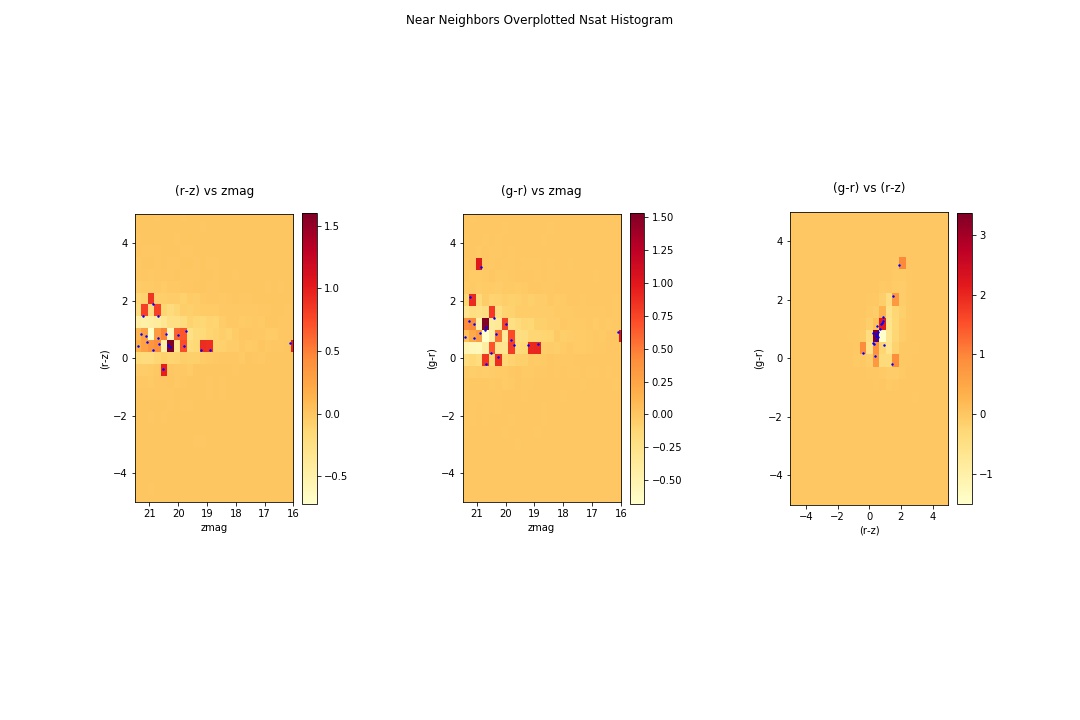 Near Neighbors Overplotted Nsat Histogram
(r-z) vs zmag
(g-r) vs zmag
(g-r) vs (r-z)
4
2
0
−2
−4
(r-z)
21 20 19 18 17 16
zmag
1.5
1.0
0.5
0.0
−0.5
4
2
0
−2
−4
(g-r)
21 20 19 18 17 16
zmag
1.50
1.25
1.00
0.75
0.50
0.25
0.00
−0.25
−0.50
4
2
0
−2
−4
(g-r)
−4 −2 0 2 4
(r-z)
3
2
1
0
−1